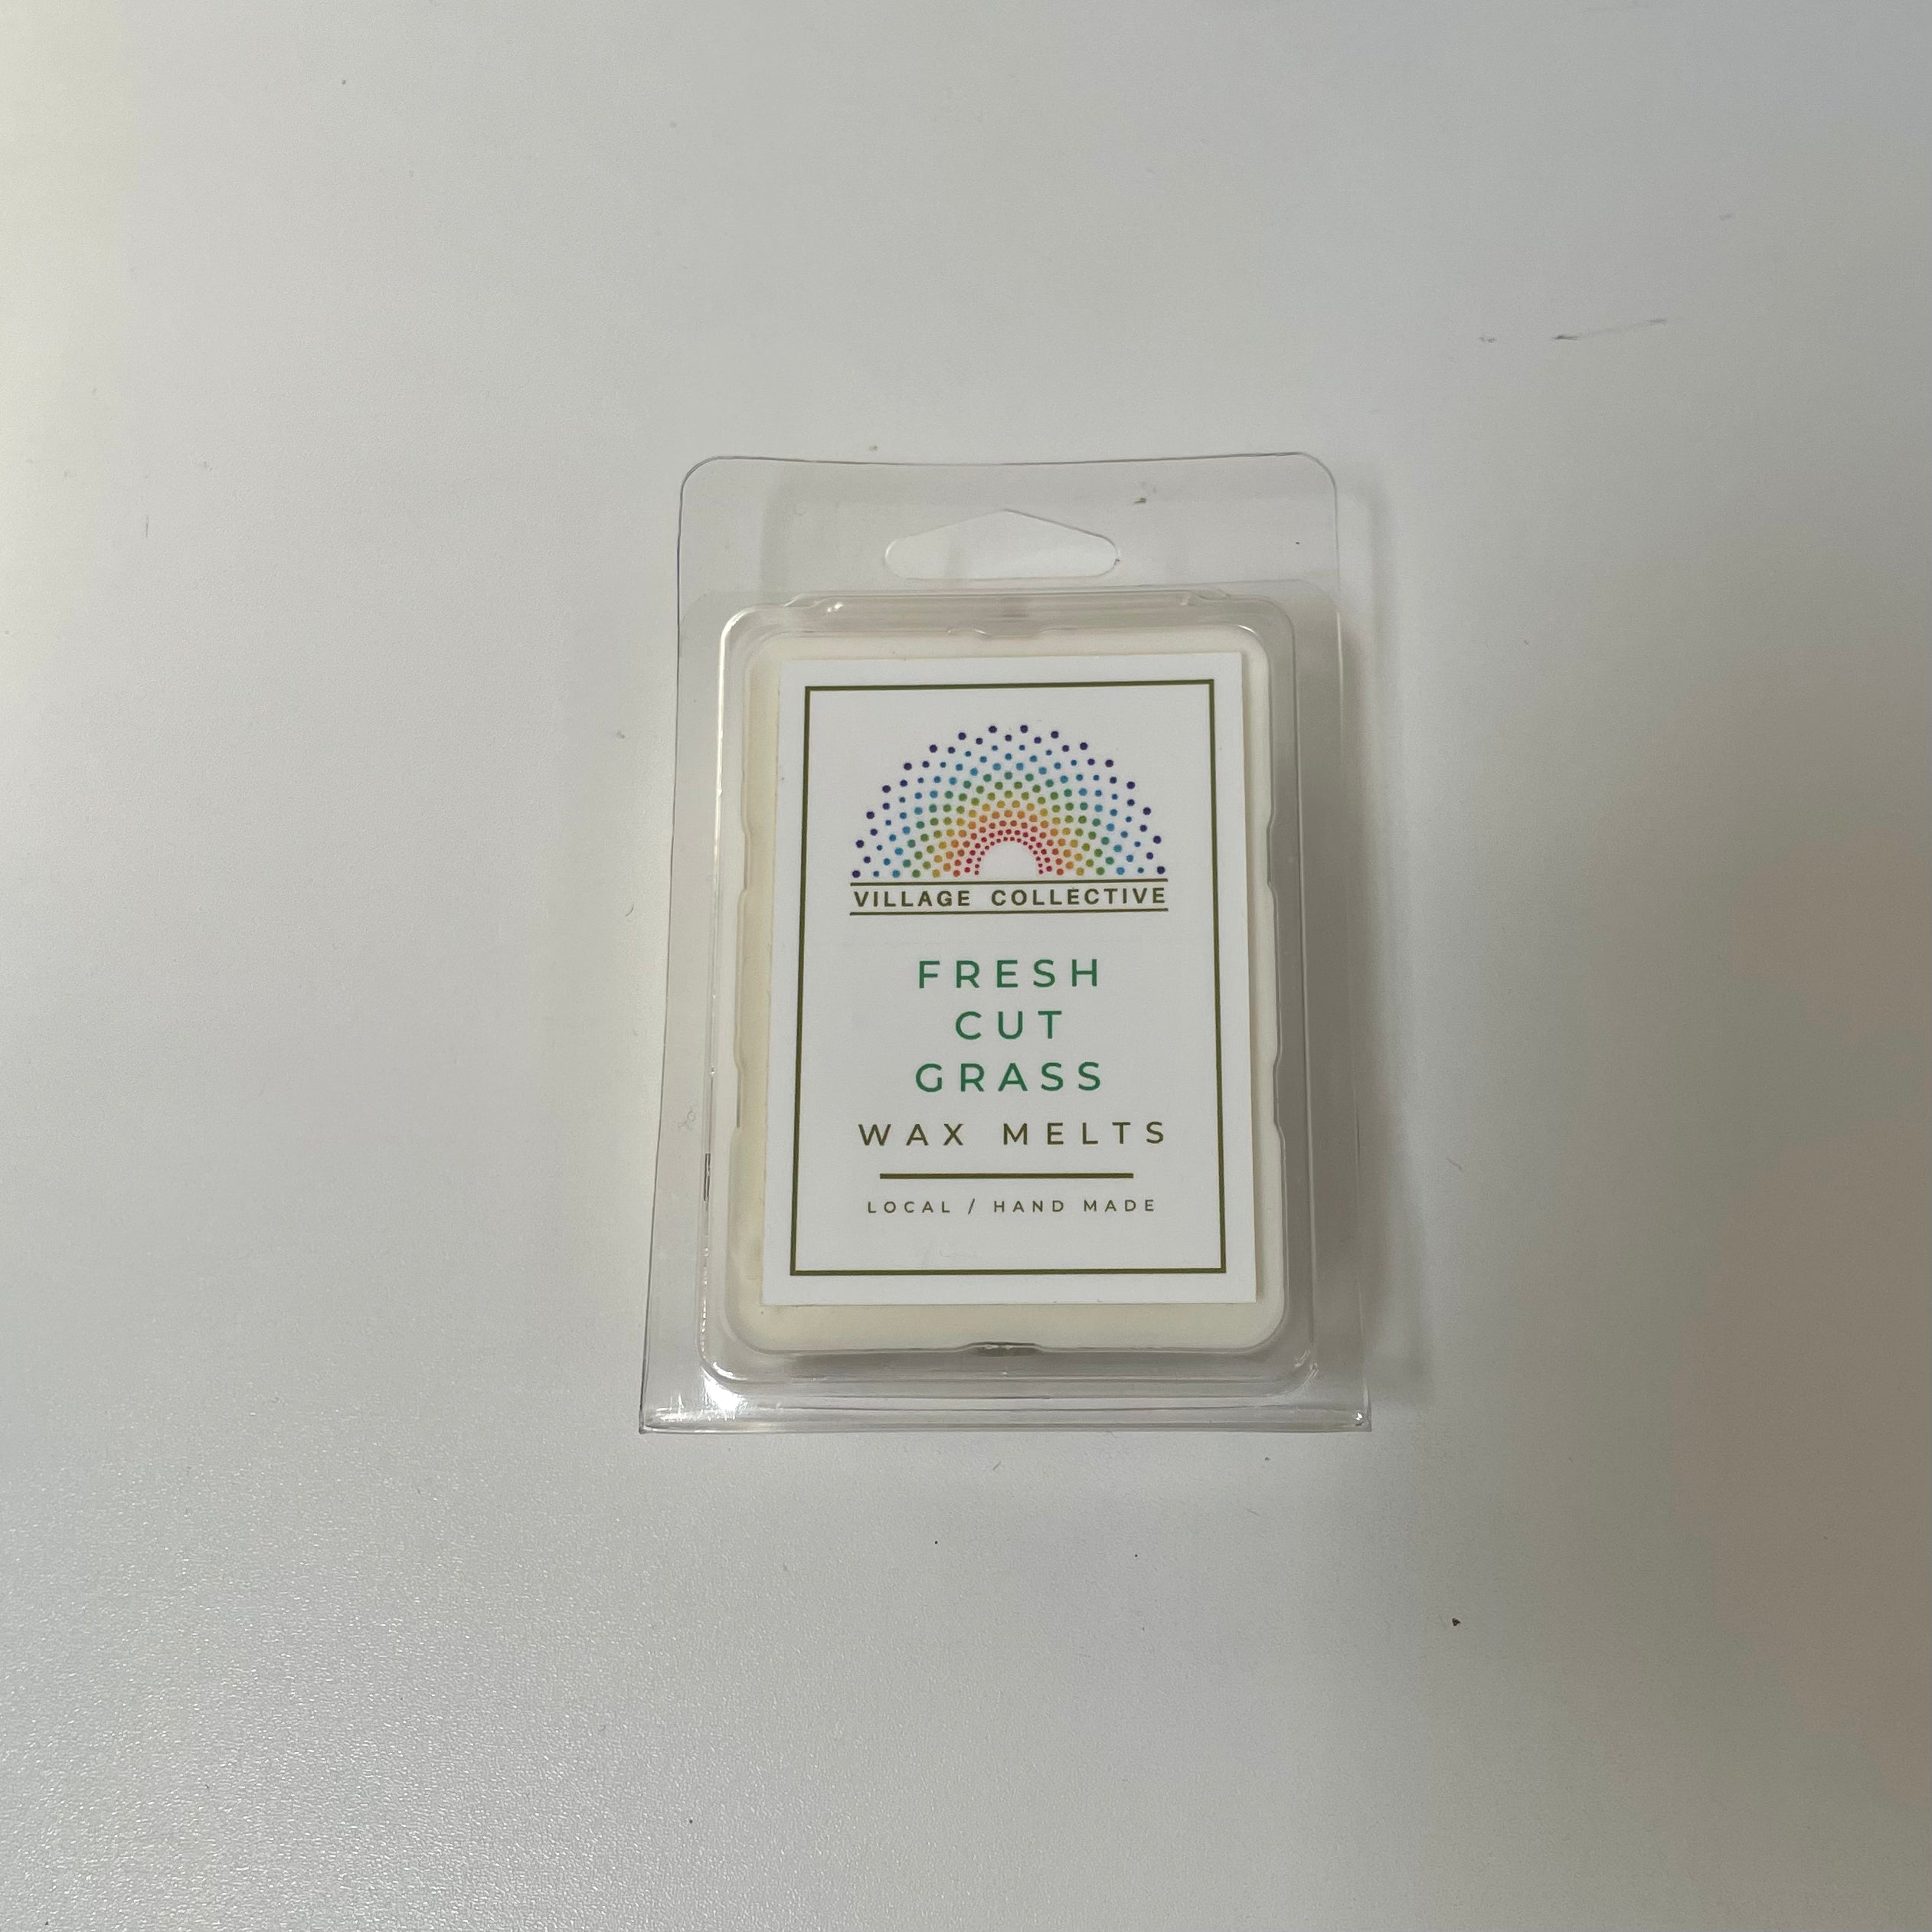 VILLAGE COLLECTIVE
FRESH
CUT
GRASS
WAX MELTS
LOCAL / HAND MADE